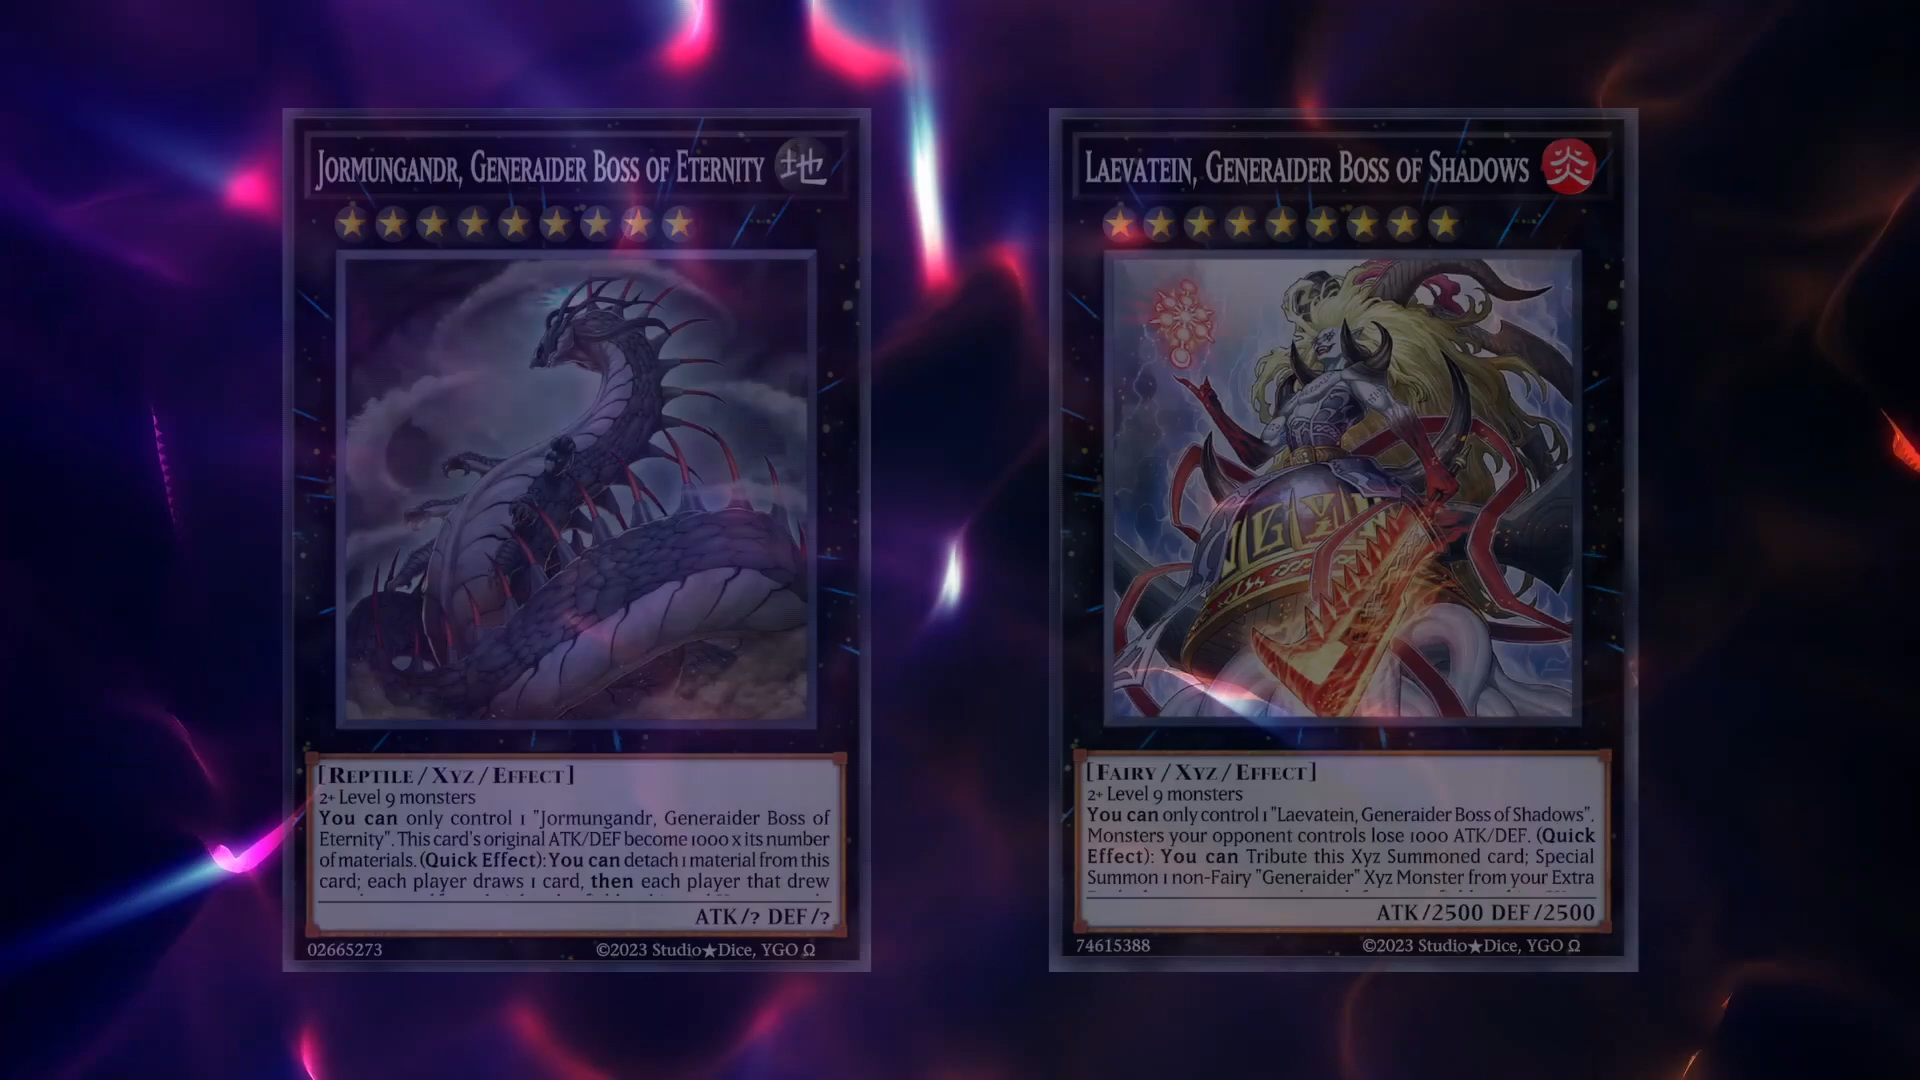 JORMUNGANDR, GENERAIDER BOSS OF ETERNITY 地
[REPTILE/XYZ/EFFECT]
2+ Level 9 monsters
You can only control 1 "Jormungandr, Generaider Boss of
Eternity". This card's original ATK/DEF become 1000 x its number
of materials. (Quick Effect): You can detach 1 material from this
card; each player draws 1 card, then each player that drew
ATK/? DEF/?
02665273 ©2023 Studio★Dice, YGO Ω
LAEVATEIN, GENERAIDER BOSS OF SHADOWS 炎
[FAIRY/XYZ/EFFECT]
2+ Level 9 monsters
You can only control 1 "Laevatein, Generaider Boss of Shadows".
Monsters your opponent controls lose 1000 ATK/DEF. (Quick
Effect): You can Tribute this Xyz Summoned card; Special
Summon 1 non-Fairy "Generaider" Xyz Monster from your Extra
ATK/2500 DEF/2500
74615388 ©2023 Studio★Dice, YGO Ω